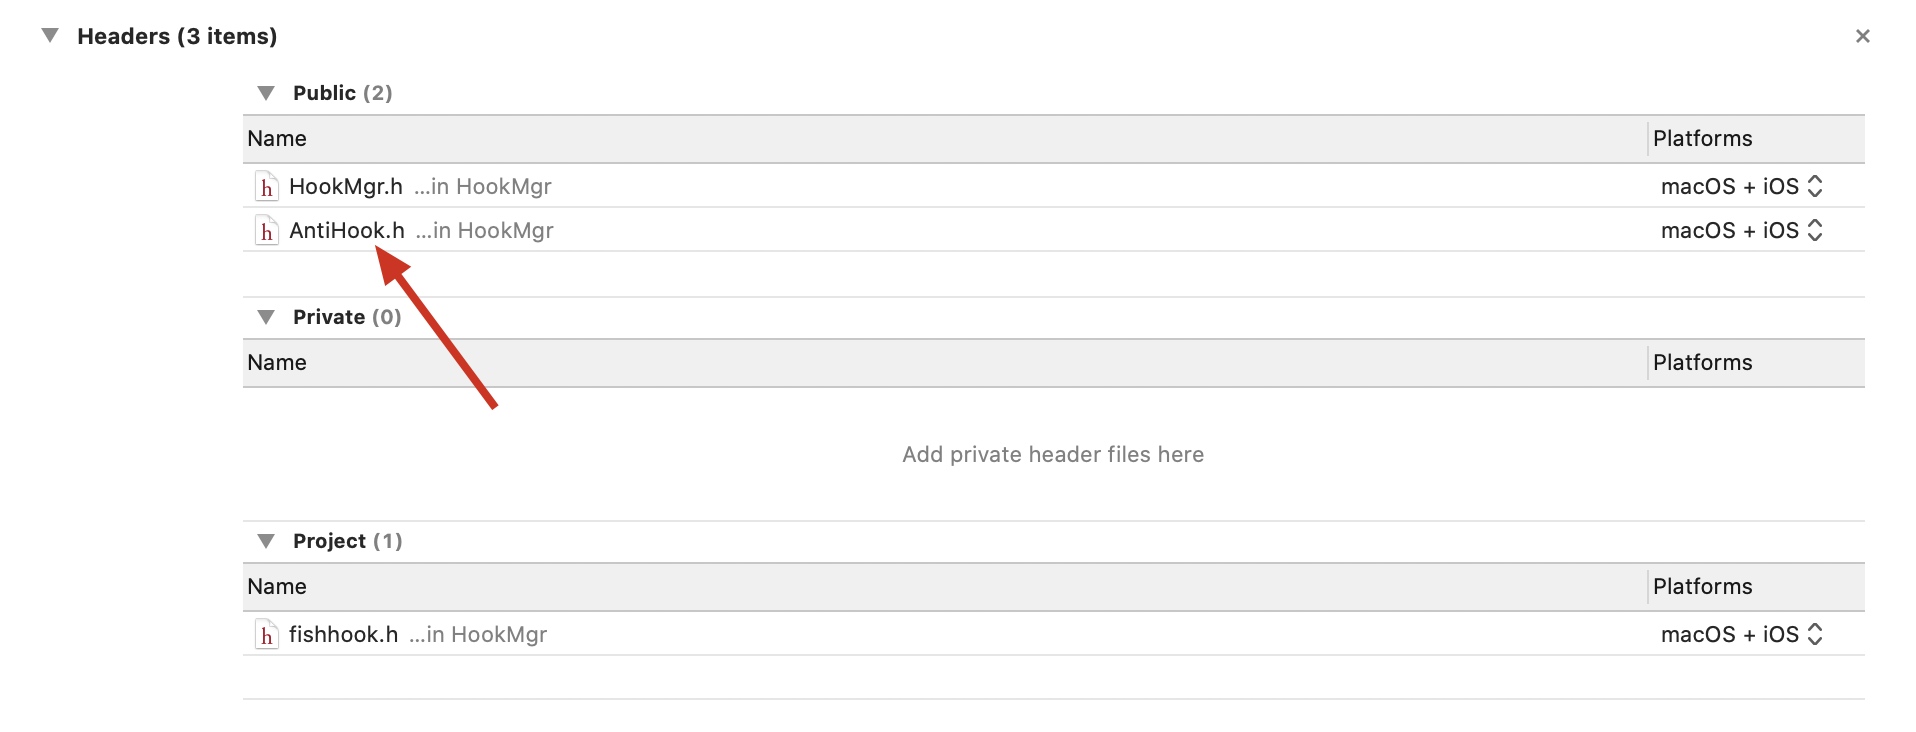 Headers (3 items) ×
Public (2)
Name Platforms
h HookMgr.h ...in HookMgr macOS + iOS
h AntiHook.h ...in HookMgr macOS + iOS
Private (0)
Name Platforms
Add private header files here
Project (1)
Name Platforms
h fishhook.h ...in HookMgr macOS + iOS